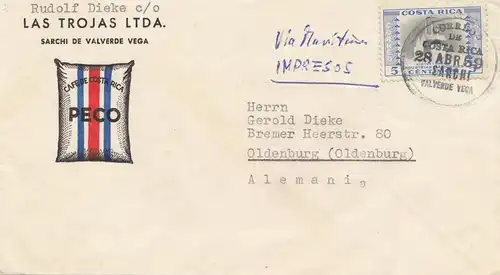 Rudolf Dieke c/o
LAS TROJAS LTDA.
SARCHI DE VALVERDE VEGA
CAFE DE COSTA RICA
PECO
Via Maritima
IMPRESOS
COSTA RICA
5
CENTIMOS
CORREO
DE
COSTA RICA
28 ABR 59
SARCHI
VALVERDE VEGA
Herrn
Gerold Dieke
Bremer Heerstr. 80
Oldenburg (Oldenburg)
Alemania